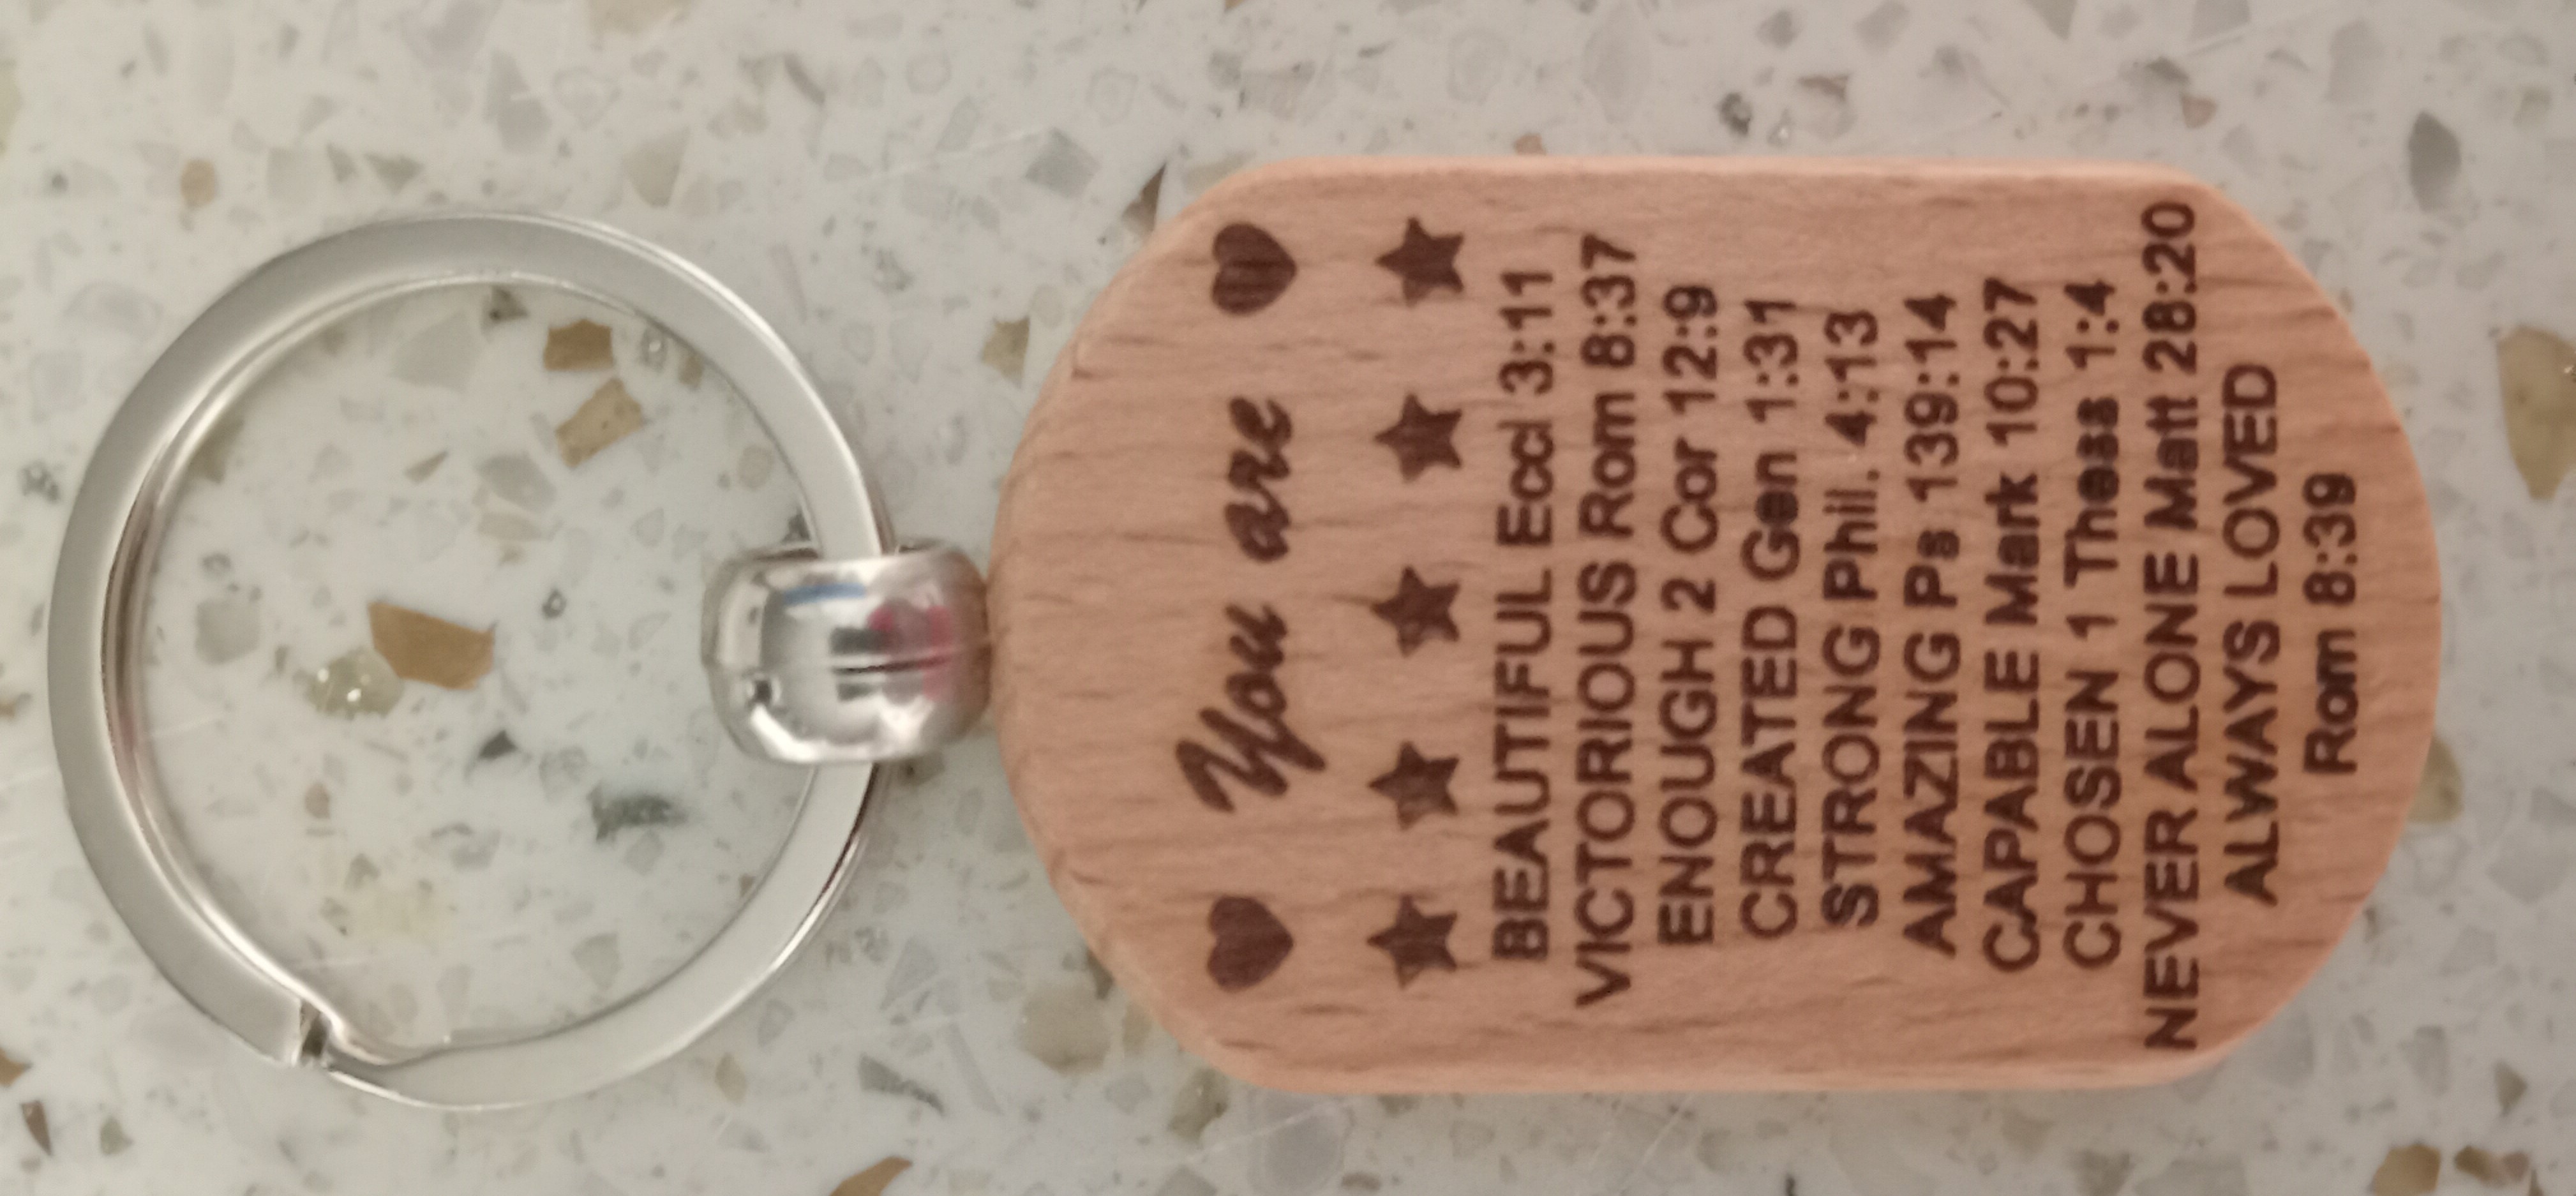 You are
BEAUTIFUL Eccl 3:11
VICTORIOUS Rom 8:37
ENOUGH 2 Cor 12:9
CREATED Gen 1:31
STRONG Phil. 4:13
AMAZING Ps 139:14
CAPABLE Mark 10:27
CHOSEN 1 Thess 1:4
NEVER ALONE Matt 28:20
ALWAYS LOVED
Rom 8:39